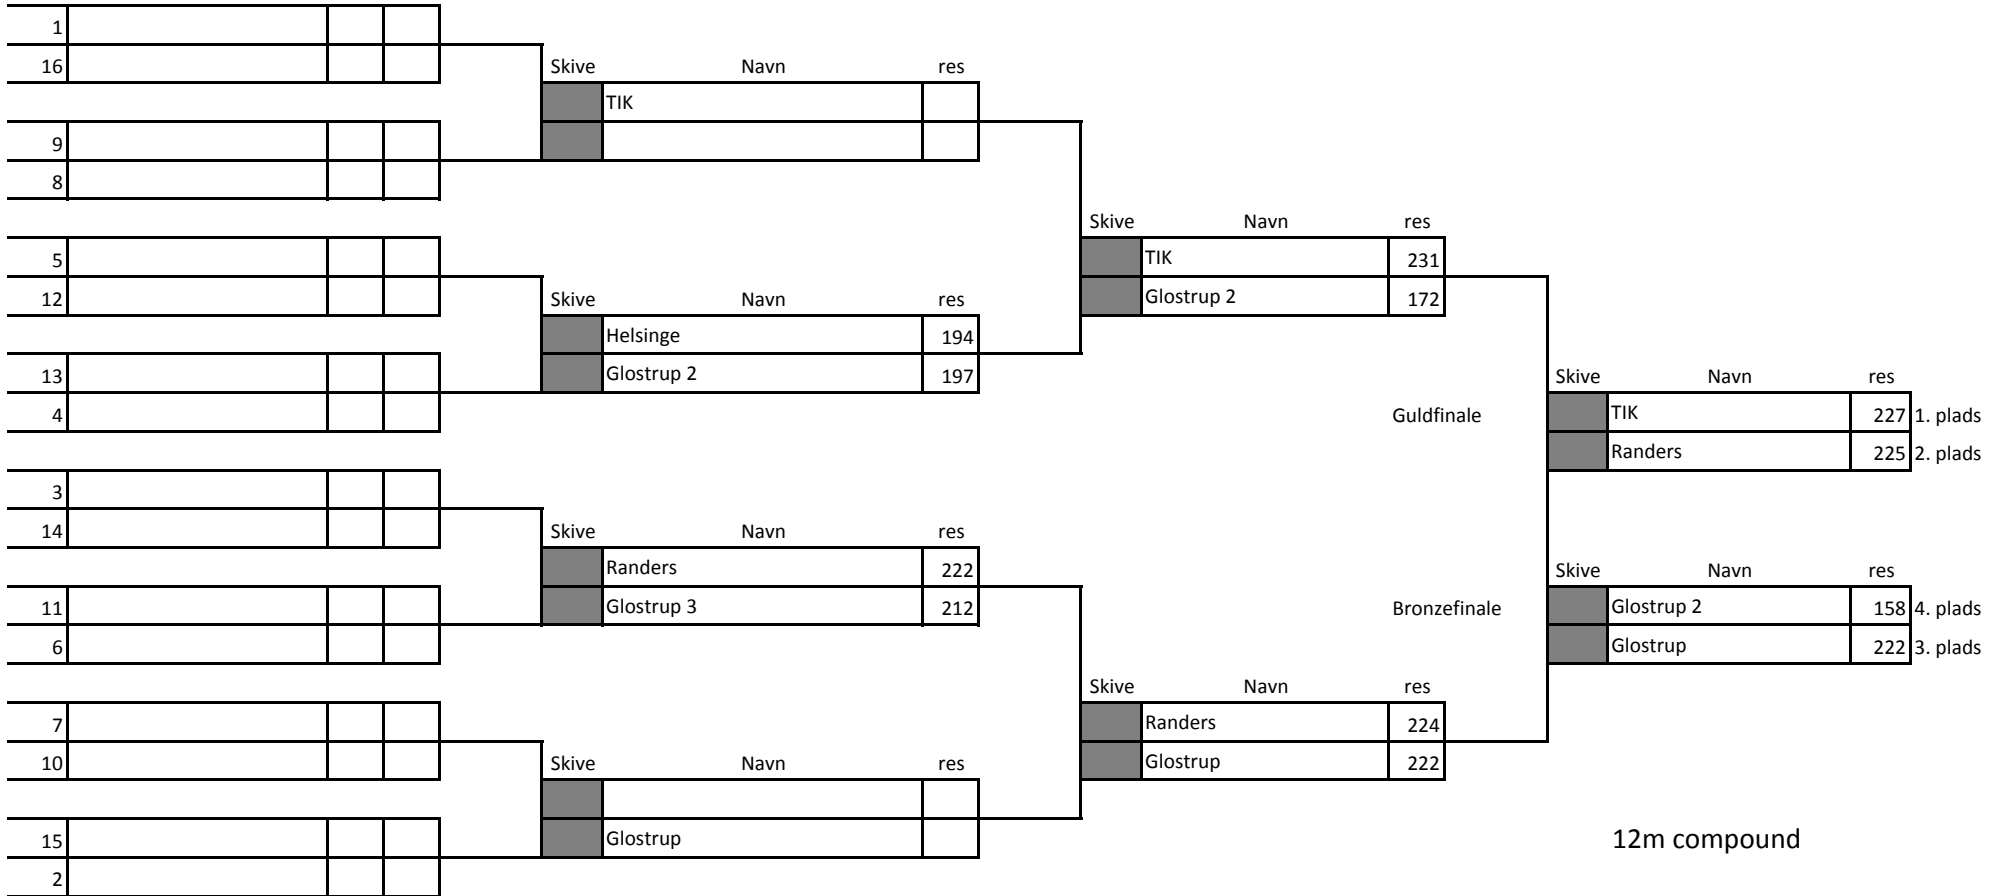 1
16
Skive Navn res
TIK
9
8
Skive Navn res
5
TIK 231
12
Skive Navn res
Glostrup 2 172
Helsinge 194
13
Glostrup 2 197
Skive Navn res
4
Guldfinale
TIK 227 1. plads
Randers 225 2. plads
3
14
Skive Navn res
Randers 222
Skive Navn res
11
Glostrup 3 212
Bronzefinale
Glostrup 2 158 4. plads
6
Glostrup 222 3. plads
Skive Navn res
7
Randers 224
10
Skive Navn res
Glostrup 222
15
Glostrup
12m compound
2